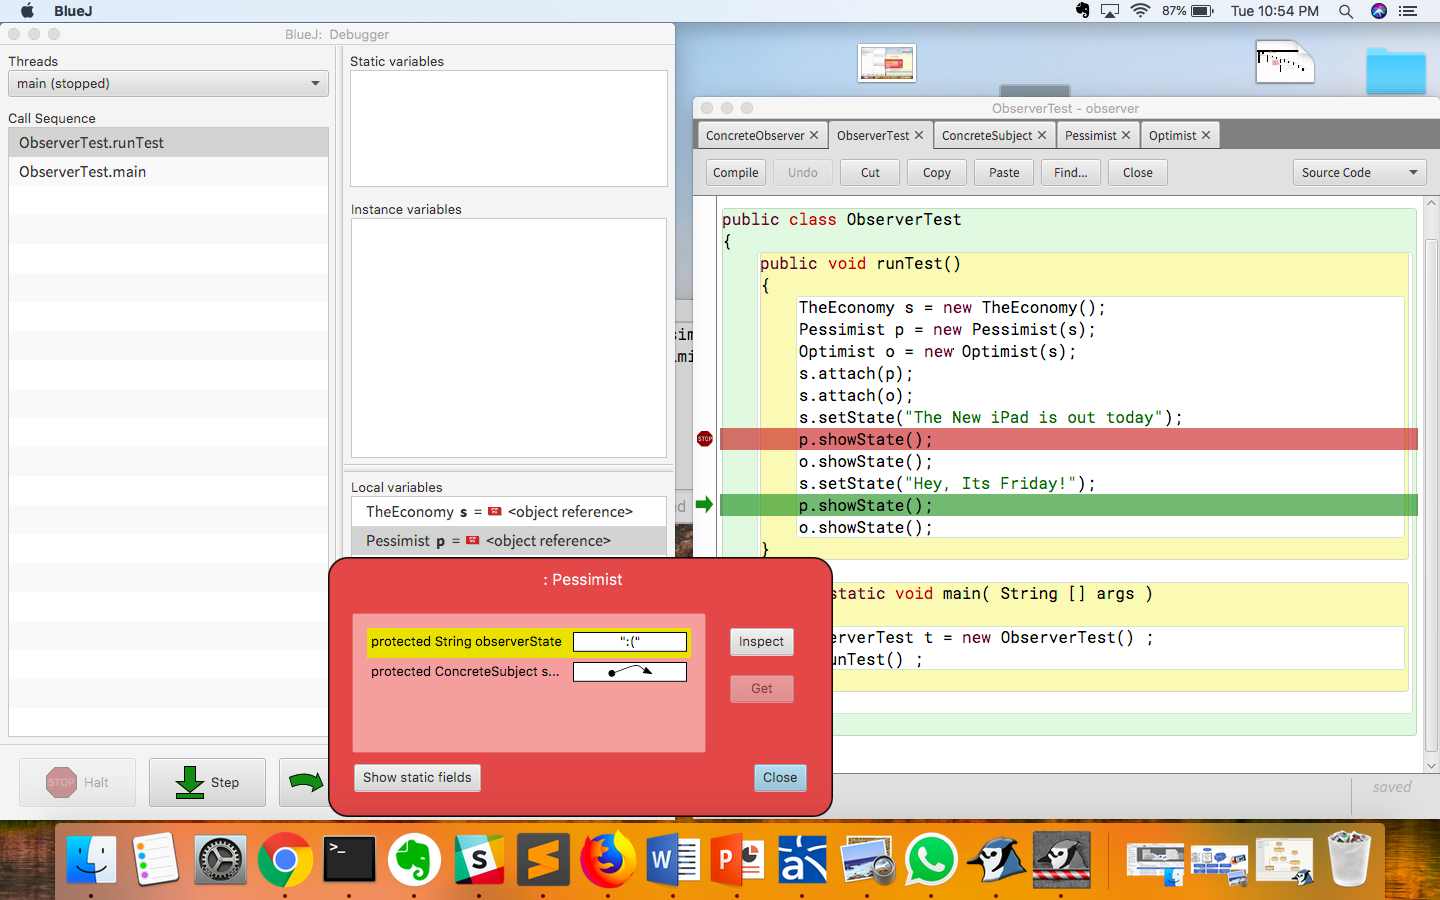 BlueJ
87%
Tue 10:54 PM
BlueJ: Debugger
Threads
main (stopped)
Call Sequence
ObserverTest.runTest
ObserverTest.main
Static variables
Instance variables
Local variables
TheEconomy s = <object reference>
Pessimist p = <object reference>
STOP Halt
Step
: Pessimist
protected String observerState ":("
protected ConcreteSubject s...
Inspect
Get
Show static fields
Close
ObserverTest - observer
ConcreteObserver
ObserverTest
ConcreteSubject
Pessimist
Optimist
Compile
Undo
Cut
Copy
Paste
Find...
Close
Source Code
public class ObserverTest
{
public void runTest()
{
TheEconomy s = new TheEconomy();
Pessimist p = new Pessimist(s);
Optimist o = new Optimist(s);
s.attach(p);
s.attach(o);
s.setState("The New iPad is out today");
STOP p.showState();
o.showState();
s.setState("Hey, Its Friday!");
p.showState();
o.showState();
}
static void main( String [] args )
erverTest t = new ObserverTest() ;
unTest() ;
saved